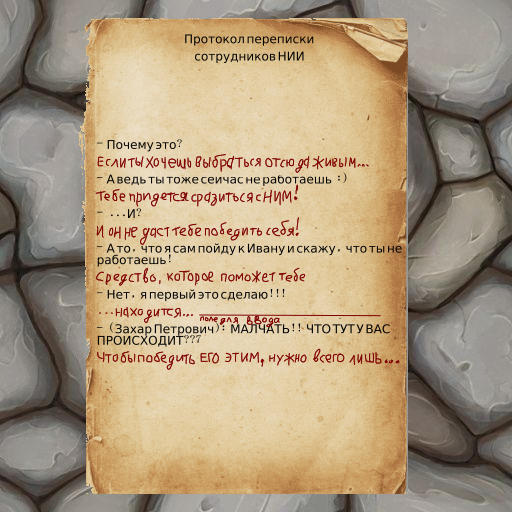 Протокол переписки
сотрудников НИИ
- Почему это?
Если ты хочешь выбраться отсюда живым...
- А ведь ты тоже сейчас не работаешь :)
Тебе придется сразиться с НИМ!
- ...И?
И он не даст тебе победить себя!
- А то, что я сам пойду к Ивану и скажу, что ты не
работаешь!
Средство, которое поможет тебе
- Нет, я первый это сделаю!!!
...находится... ____________
поле для ввода
- (Захар Петрович): МАЛЧАТЬ!! ЧТО ТУТ У ВАС
ПРОИСХОДИТ???
Чтобы победить ЕГО ЭТИМ, нужно всего лишь...